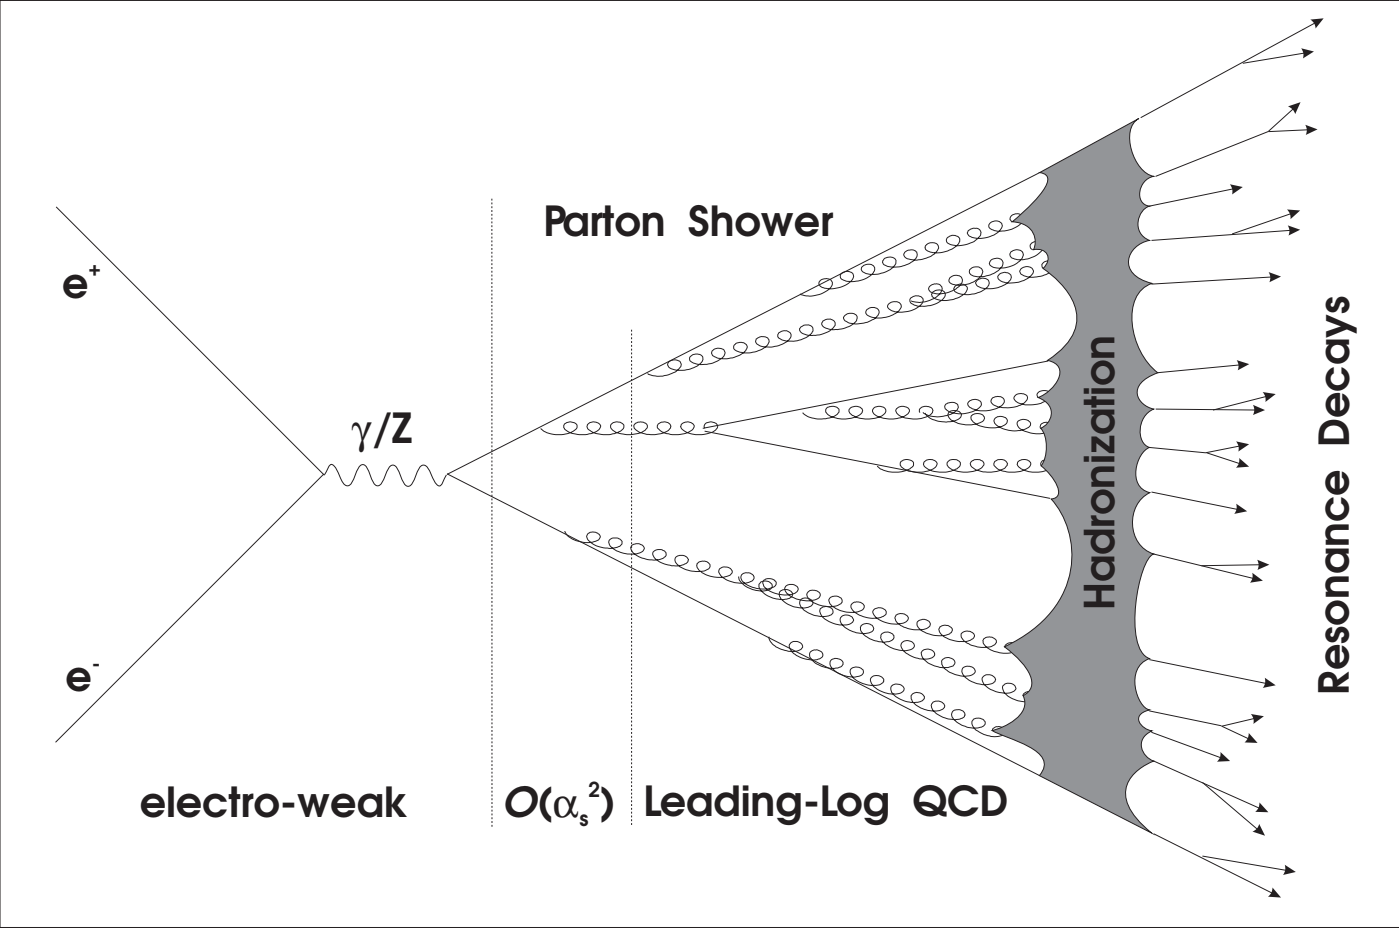 Parton Shower
e⁺
γ/Z
Hadronization
Resonance Decays
e⁻
electro-weak
O(αₛ²)
Leading-Log QCD